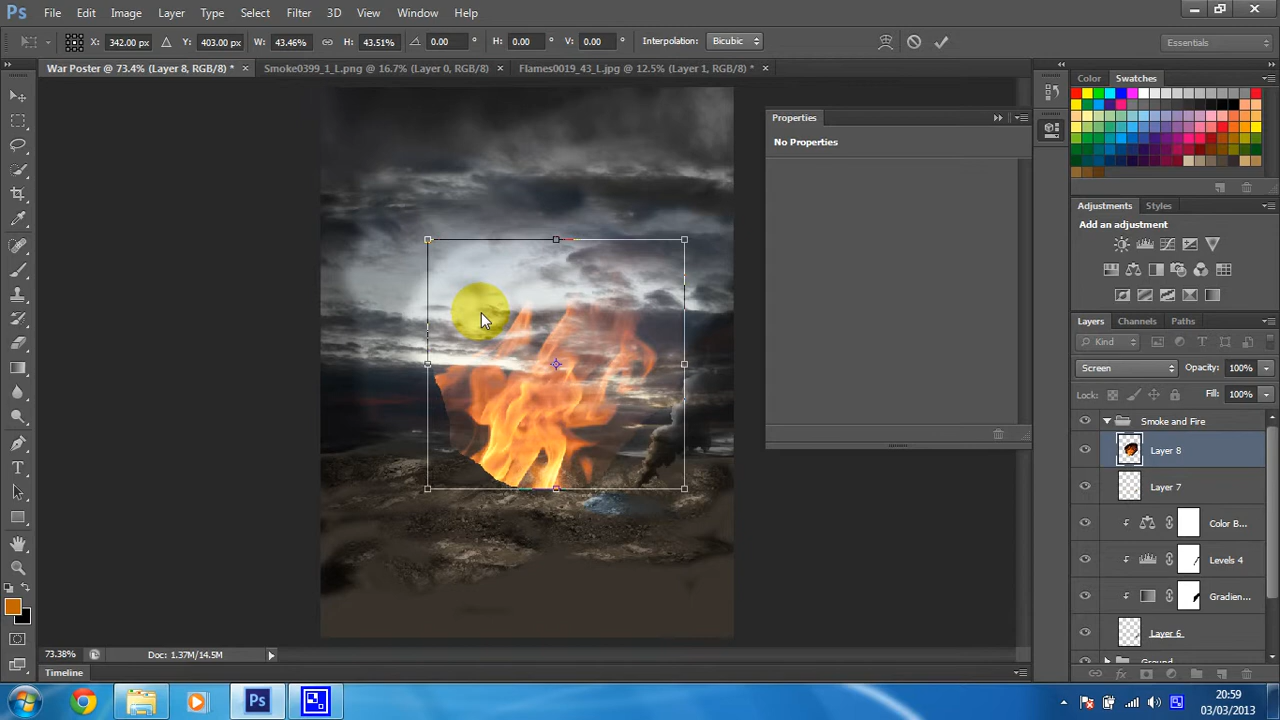 Ps File Edit Image Layer Type Select Filter 3D View Window Help
X: 342.00 px Y: 403.00 px W: 43.46% H: 43.51% 0.00 ° H: 0.00 ° V: 0.00 ° Interpolation: Bicubic Essentials
War Poster @ 73.4% (Layer 8, RGB/8) * × Smoke0399_1_L.png @ 16.7% (Layer 0, RGB/8) × Flames0019_43_L.jpg @ 12.5% (Layer 1, RGB/8) * ×
Color Swatches
Properties
No Properties
Adjustments Styles
Add an adjustment
Layers Channels Paths
Kind
Screen Opacity: 100%
Lock: Fill: 100%
Smoke and Fire
Layer 8
Layer 7
Color B...
Levels 4
Gradien...
Layer 6
Ground
73.38% Doc: 1.37M/14.5M
Timeline
Ps
20:59
03/03/2013